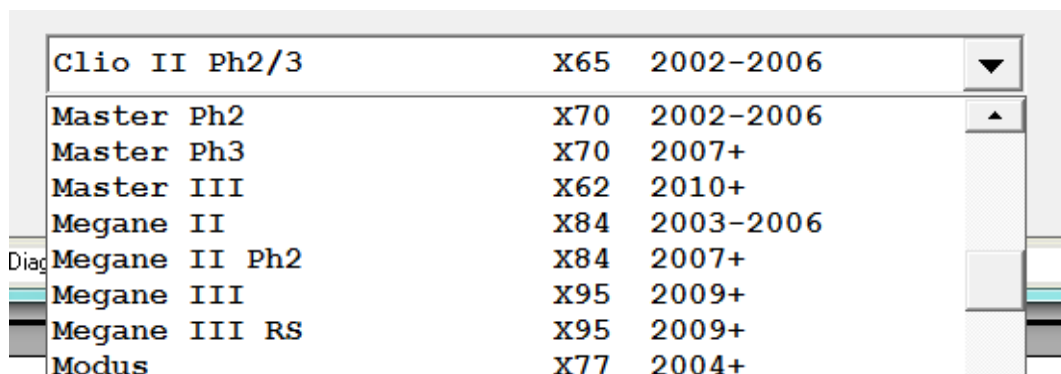 Clio II Ph2/3 X65 2002-2006
Master Ph2 X70 2002-2006
Master Ph3 X70 2007+
Master III X62 2010+
Megane II X84 2003-2006
Diag
Megane II Ph2 X84 2007+
Megane III X95 2009+
Megane III RS X95 2009+
Modus X77 2004+